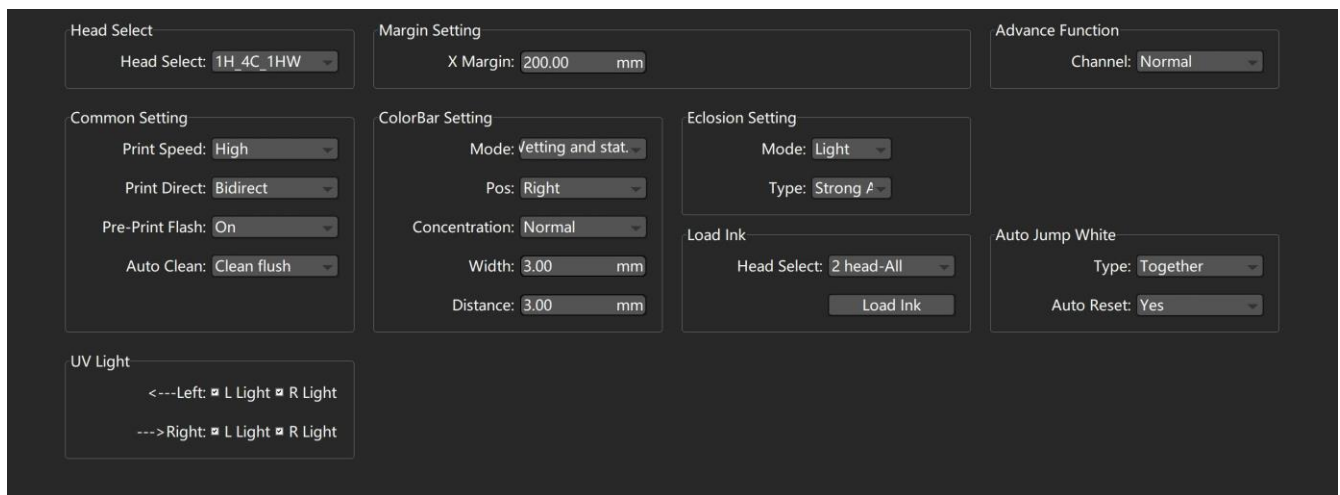 Head Select
Head Select: 1H_4C_1HW
Margin Setting
X Margin: 200.00 mm
Advance Function
Channel: Normal
Common Setting
Print Speed: High
Print Direct: Bidirect
Pre-Print Flash: On
Auto Clean: Clean flush
ColorBar Setting
Mode: Vetting and stat.
Pos: Right
Concentration: Normal
Width: 3.00 mm
Distance: 3.00 mm
Eclosion Setting
Mode: Light
Type: Strong A
Load Ink
Head Select: 2 head-All
Load Ink
Auto Jump White
Type: Together
Auto Reset: Yes
UV Light
<---Left: L Light R Light
--->Right: L Light R Light